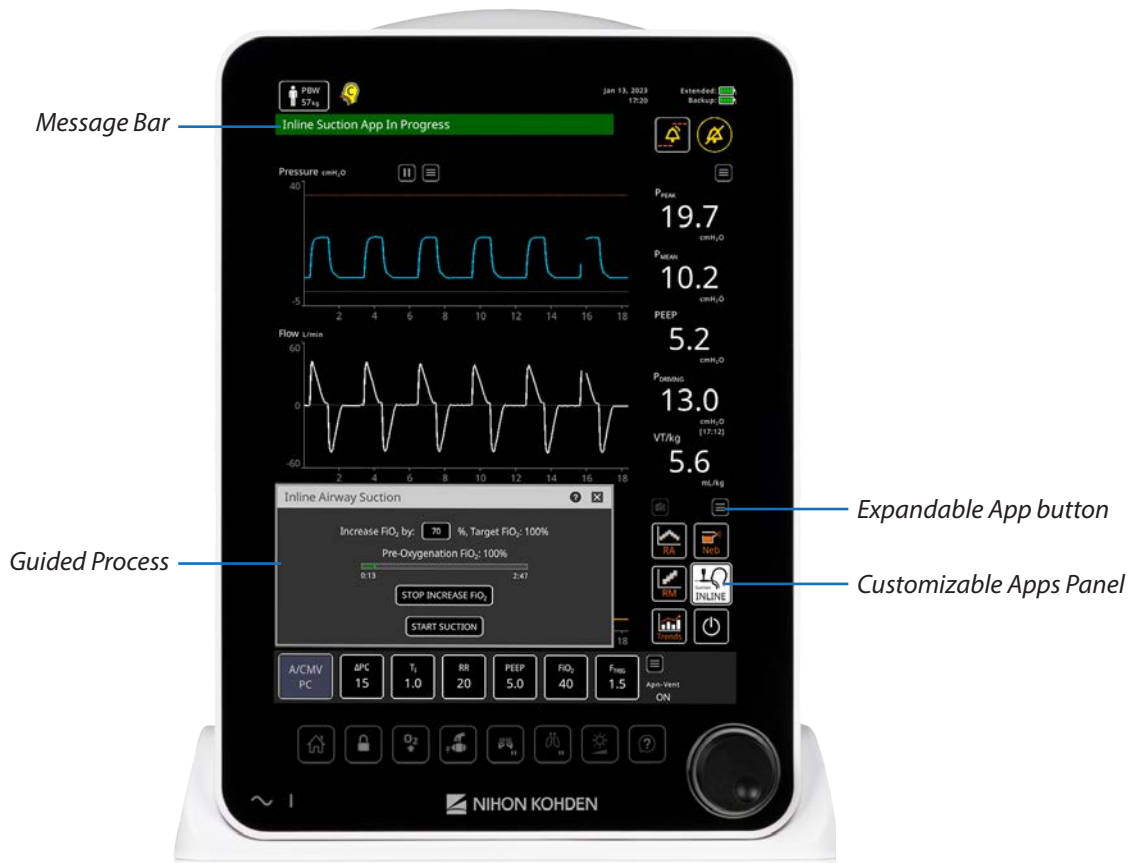 PBW
57kg
C
Jan 13, 2023
17:20
Extended:
Backup:
Message Bar
Inline Suction App In Progress
Pressure cmH₂O
40
-5
2 4 6 8 10 12 14 16 18
PPEAK
19.7
cmH₂O
PMEAN
10.2
cmH₂O
PEEP
5.2
cmH₂O
PDRIVING
13.0
cmH₂O
[17:12]
VT/kg
5.6
mL/kg
Flow L/min
60
0
-60
2 4 6 8 10 12 14 16 18
Inline Airway Suction
Increase FiO₂ by: 70 %, Target FiO₂: 100%
Pre-Oxygenation FiO₂: 100%
0:13 2:47
STOP INCREASE FiO₂
START SUCTION
18
Guided Process
Expandable App button
Customizable Apps Panel
RA
Neb
RM
Suction
INLINE
Trends
A/CMV
PC
ΔPC
15
TI
1.0
RR
20
PEEP
5.0
FiO₂
40
FTRIG
1.5
Apn-Vent
ON
O₂
NIHON KOHDEN